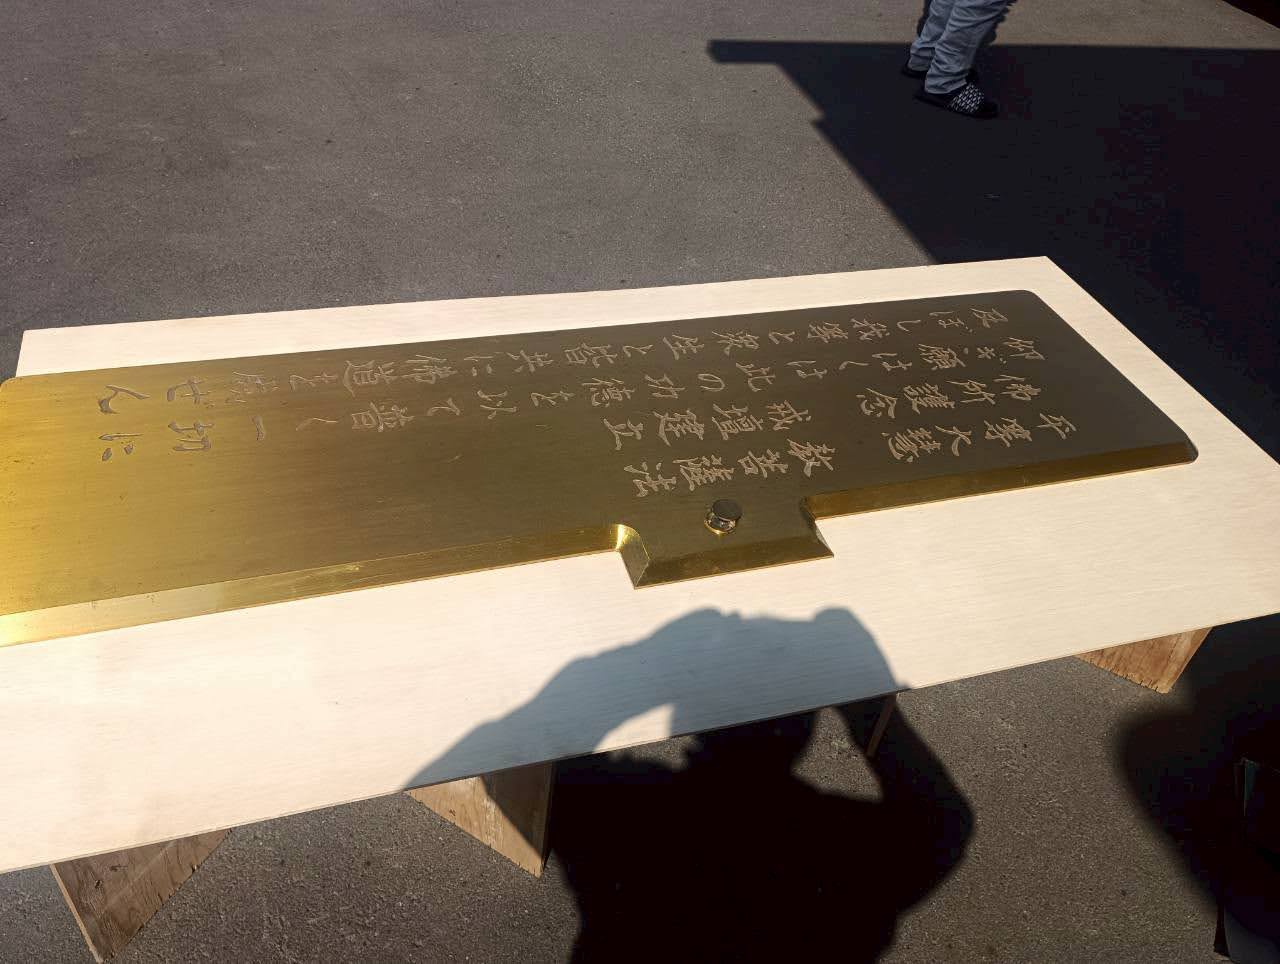 平等大慧 教菩薩法
佛所護念 戒壇建立
仰ぎ願はくは此の功徳を以て普く一切に
及ぼし我等と衆生と皆共に佛道を成ぜん